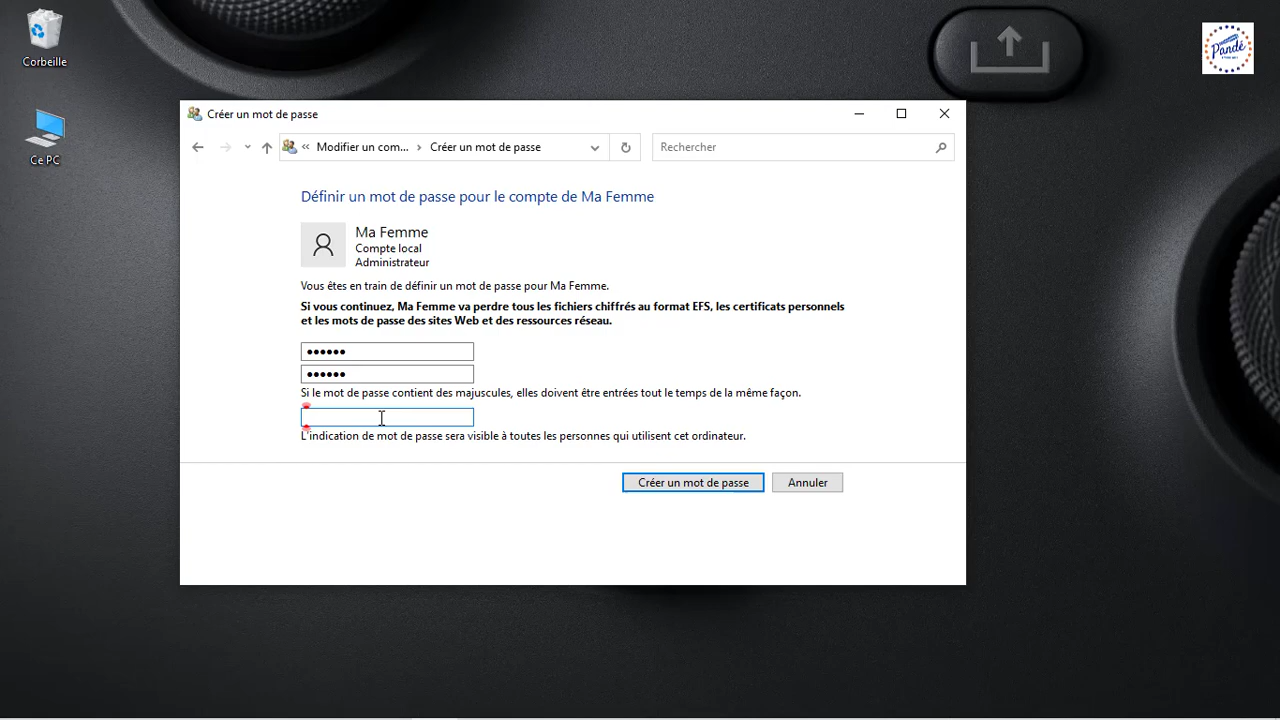 Corbeille
Ce PC
Pandé
Créer un mot de passe
« Modifier un com... › Créer un mot de passe
Rechercher
Définir un mot de passe pour le compte de Ma Femme
Ma Femme
Compte local
Administrateur
Vous êtes en train de définir un mot de passe pour Ma Femme.
Si vous continuez, Ma Femme va perdre tous les fichiers chiffrés au format EFS, les certificats personnels
et les mots de passe des sites Web et des ressources réseau.
••••••
••••••
Si le mot de passe contient des majuscules, elles doivent être entrées tout le temps de la même façon.
L'indication de mot de passe sera visible à toutes les personnes qui utilisent cet ordinateur.
Créer un mot de passe
Annuler